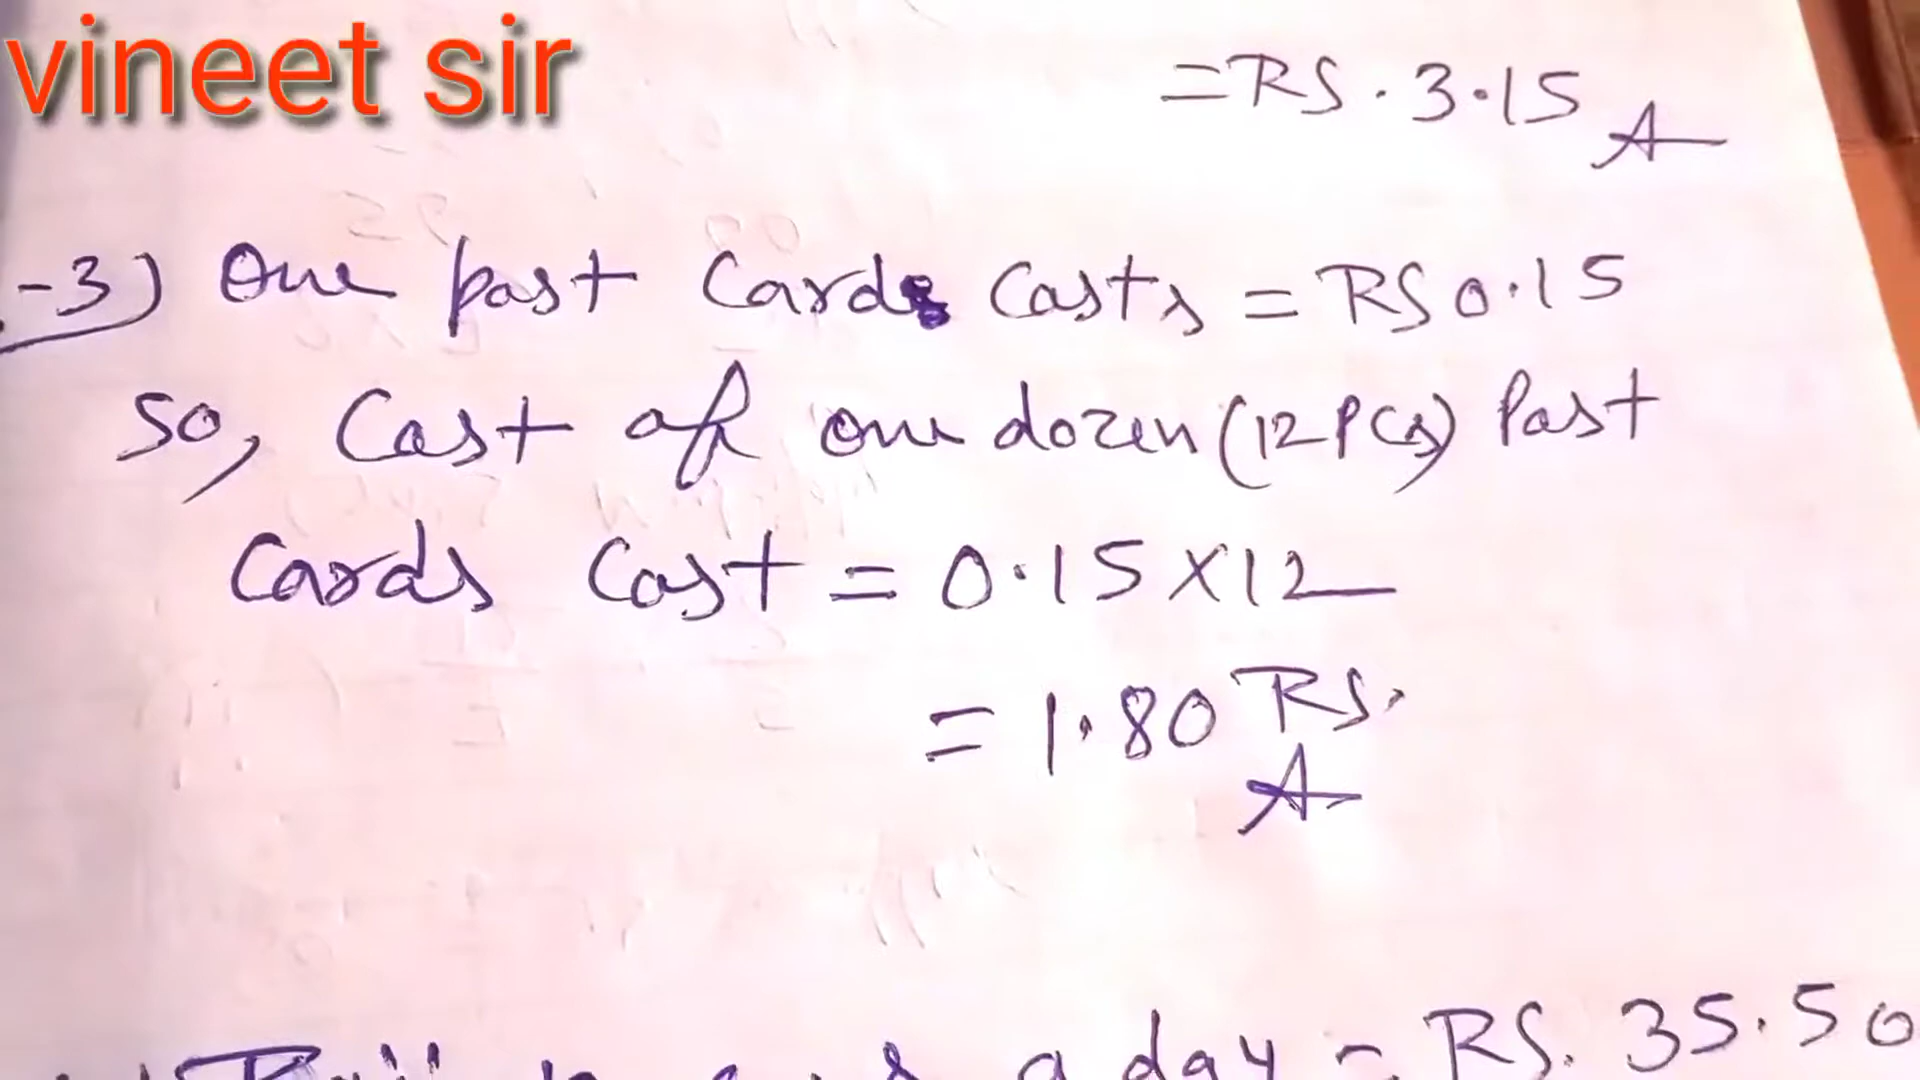 vineet sir
=RS. 3.15
A
-3) One post Cards Costs = RS 0.15
So, Cost of one dozen (12 PCs) Post
Cards Cost = 0.15 X 12
= 1.80 RS.
A
a day = RS. 35.50